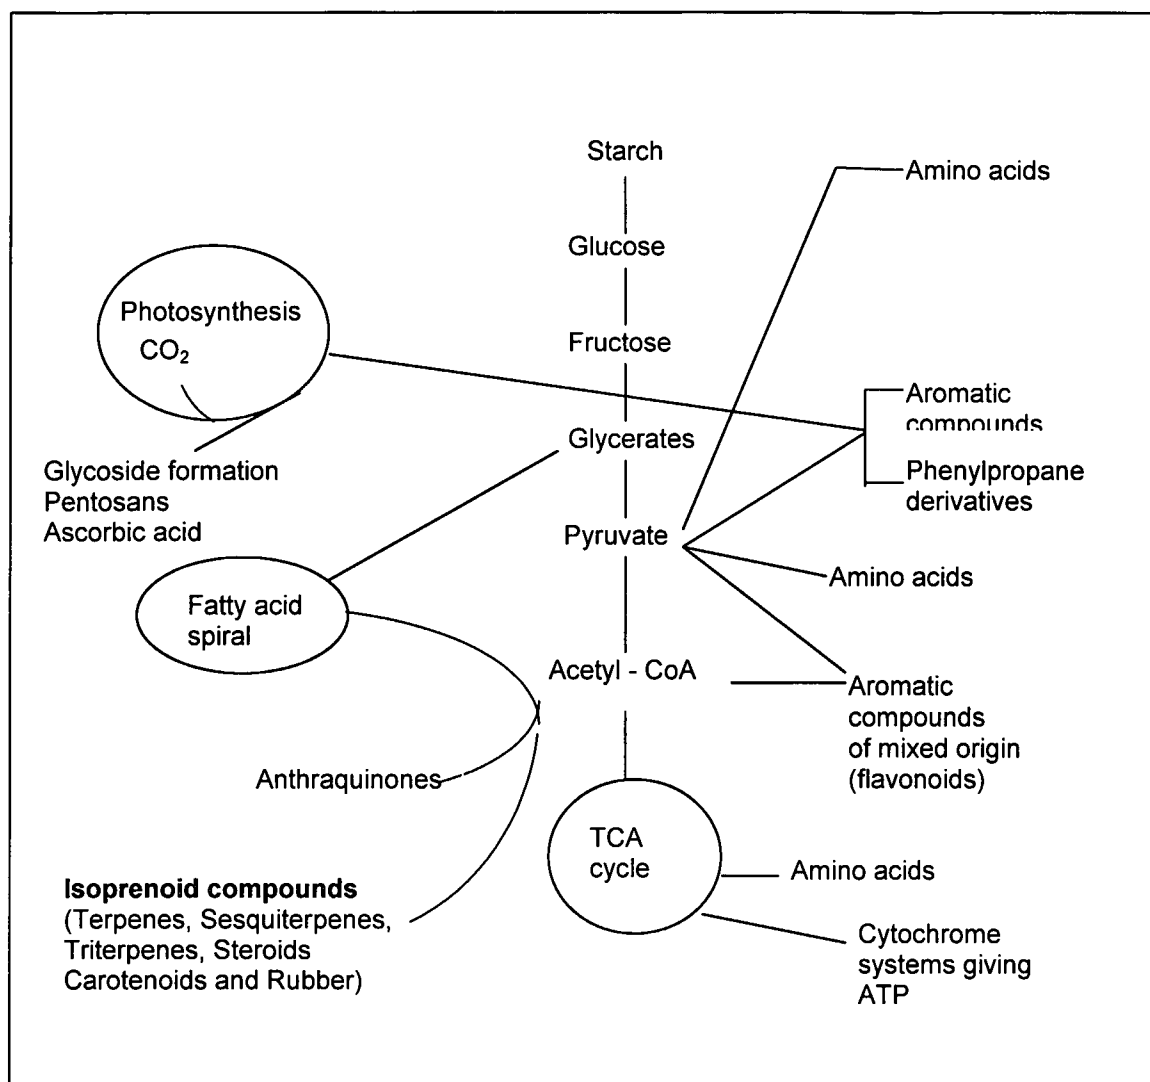 Starch
Amino acids
Glucose
Photosynthesis
CO₂
Fructose
Aromatic
compounds
Glycerates
Glycoside formation
Pentosans
Ascorbic acid
Phenylpropane
derivatives
Pyruvate
Amino acids
Fatty acid
spiral
Acetyl - CoA
Aromatic
compounds
of mixed origin
(flavonoids)
Anthraquinones
TCA
cycle
Amino acids
Isoprenoid compounds
(Terpenes, Sesquiterpenes,
Triterpenes, Steroids
Carotenoids and Rubber)
Cytochrome
systems giving
ATP